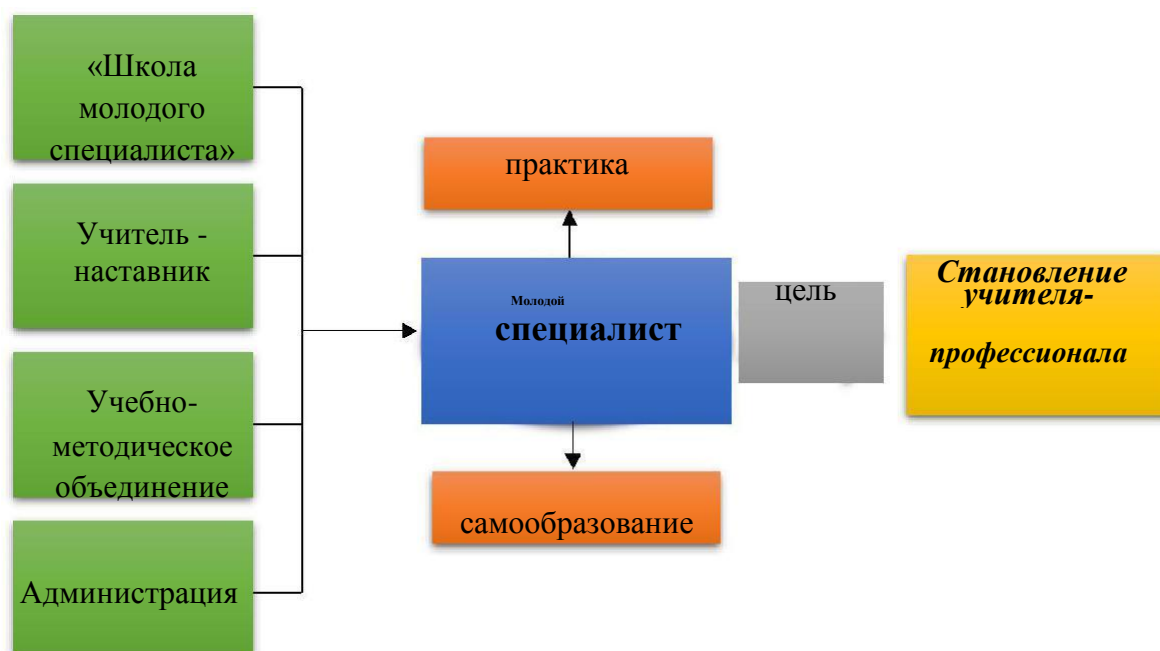 «Школа
молодого
специалиста»
Учитель -
наставник
Учебно-
методическое
объединение
Администрация
практика
Молодой
специалист
самообразование
цель
Становление
учителя-
профессионала